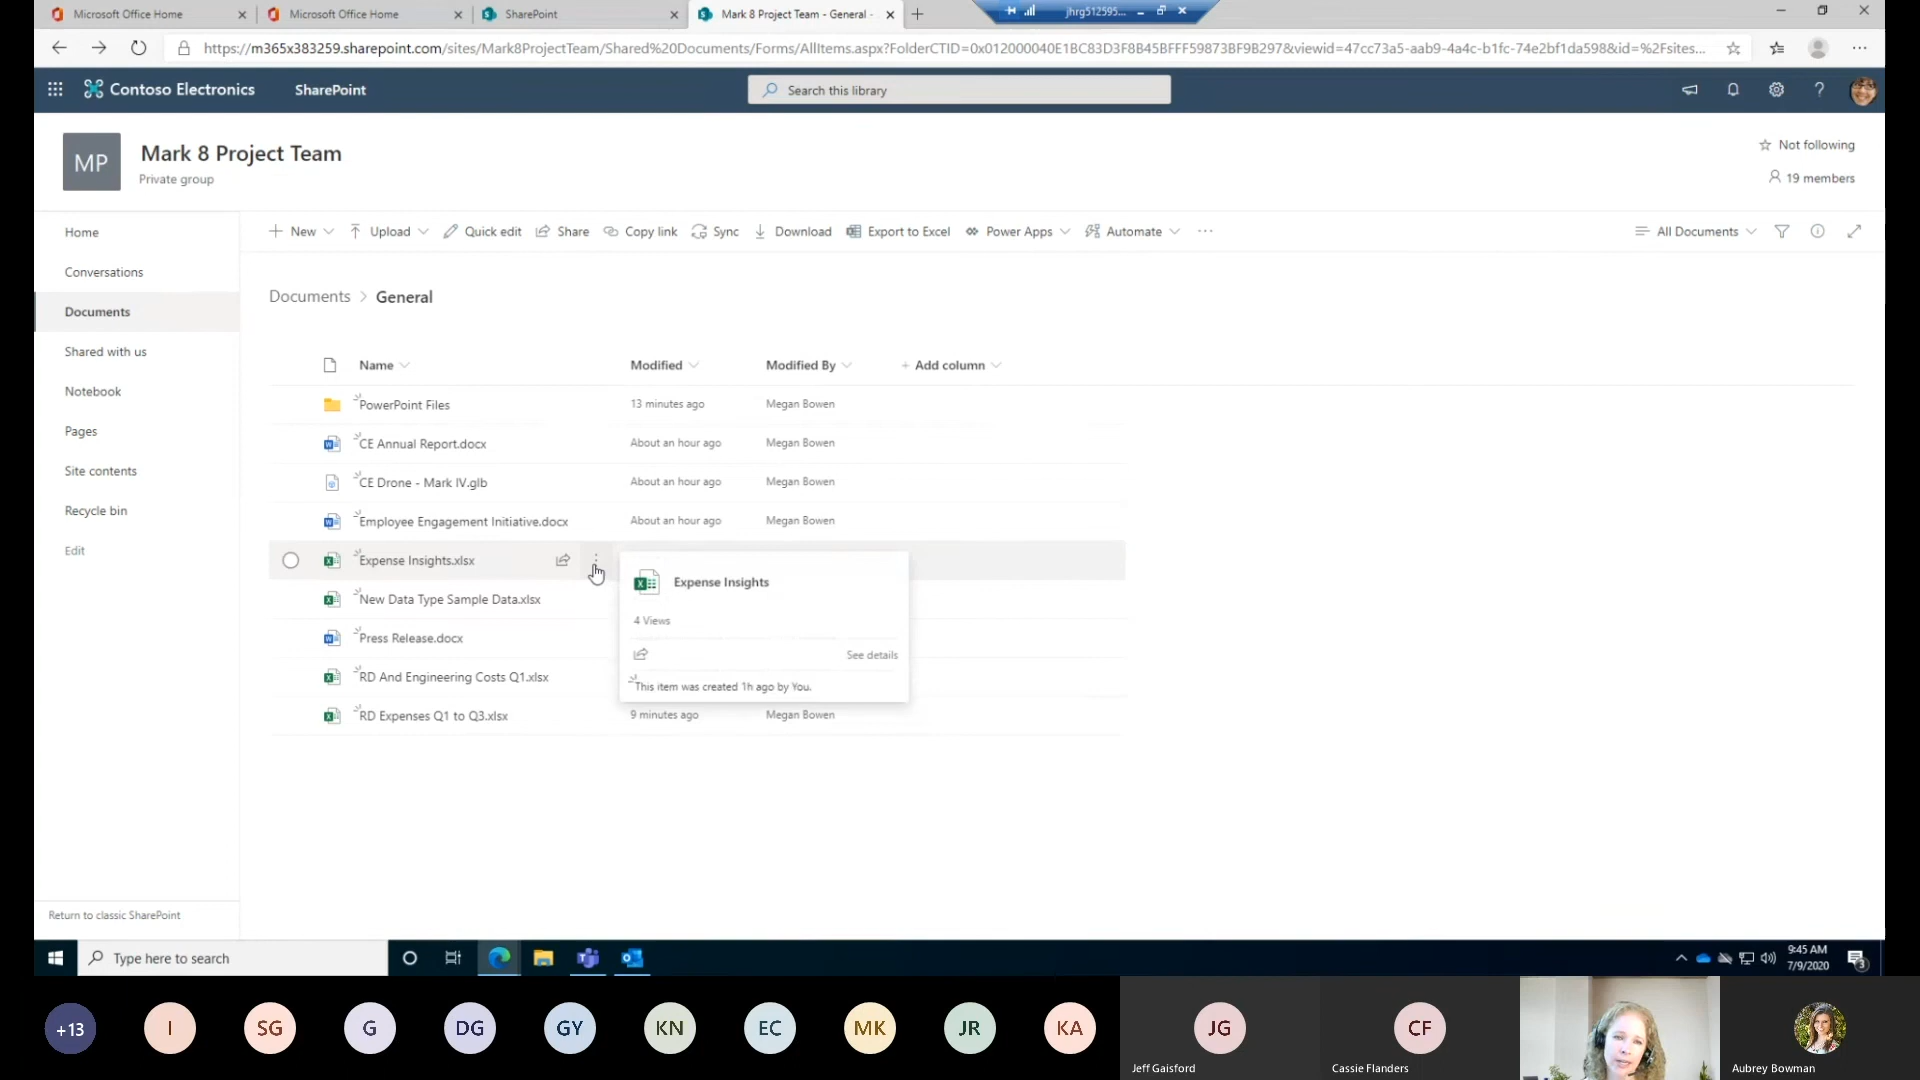 Microsoft Office Home
Microsoft Office Home
SharePoint
Mark 8 Project Team - General -
jhrg512595...
https://m365x383259.sharepoint.com/sites/Mark8ProjectTeam/Shared%20Documents/Forms/AllItems.aspx?FolderCTID=0x012000040E1BC83D3F8B45BFFF59873BF9B297&viewid=47cc73a5-aab9-4a4c-b1fc-74e2bf1da598&id=%2Fsites...
Contoso Electronics
SharePoint
Search this library
?
MP
Mark 8 Project Team
Private group
Not following
19 members
New
Upload
Quick edit
Share
Copy link
Sync
Download
Export to Excel
Power Apps
Automate
...
All Documents
Home
Conversations
Documents
Shared with us
Notebook
Pages
Site contents
Recycle bin
Edit
Return to classic SharePoint
Documents > General
Name
Modified
Modified By
+ Add column
PowerPoint Files
13 minutes ago
Megan Bowen
CE Annual Report.docx
About an hour ago
Megan Bowen
CE Drone - Mark IV.glb
About an hour ago
Megan Bowen
Employee Engagement Initiative.docx
About an hour ago
Megan Bowen
Expense Insights.xlsx
New Data Type Sample Data.xlsx
Press Release.docx
RD And Engineering Costs Q1.xlsx
RD Expenses Q1 to Q3.xlsx
9 minutes ago
Megan Bowen
Expense Insights
4 Views
See details
This item was created 1h ago by You.
Type here to search
9:45 AM
7/9/2020
3
+13
I
SG
G
DG
GY
KN
EC
MK
JR
KA
JG
Jeff Gaisford
CF
Cassie Flanders
Aubrey Bowman